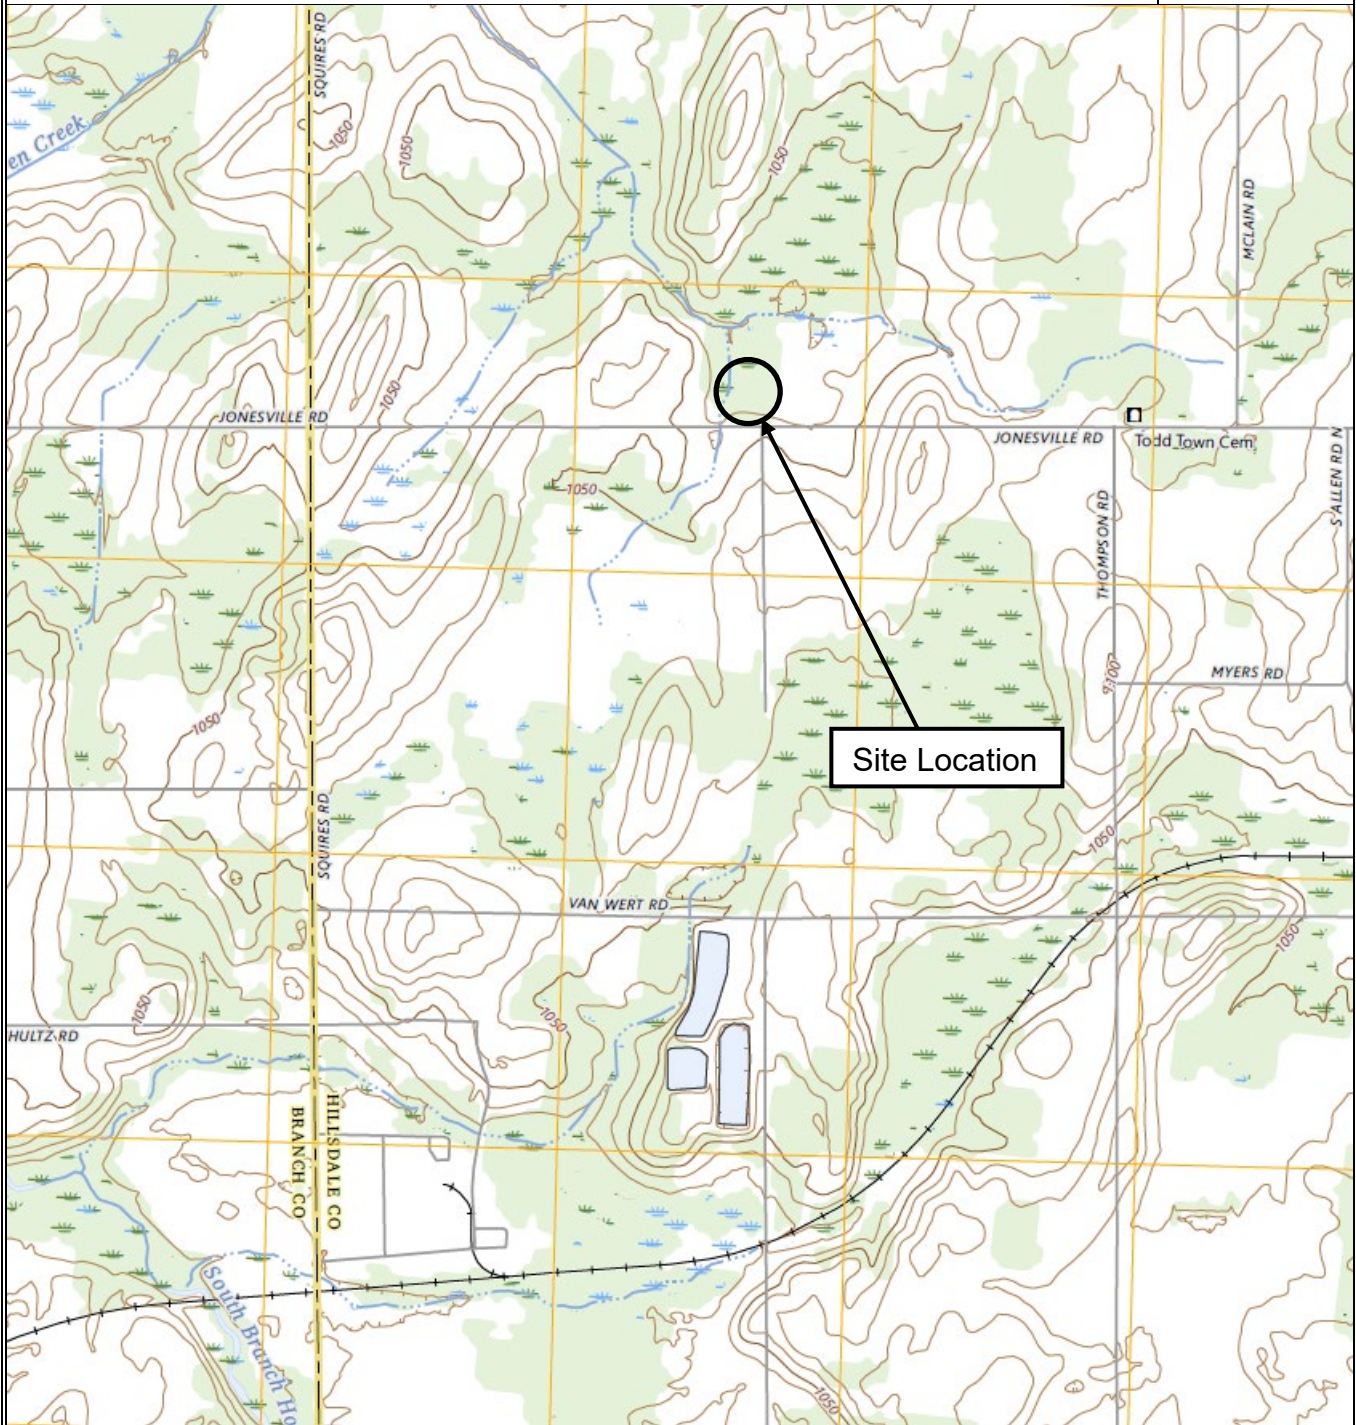 SQUIRES RD
1050
1050
1050
en Creek
MCLAIN RD
1050
JONESVILLE RD
JONESVILLE RD
Todd Town Cem
S ALLEN RD N
1050
THOMPSON RD
MYERS RD
1050
Site Location
SQUIRES RD
1050
VAN WERT RD
1050
1050
1050
HULTZ RD
HILLSDALE CO
BRANCH CO
South Branch Ho
1050